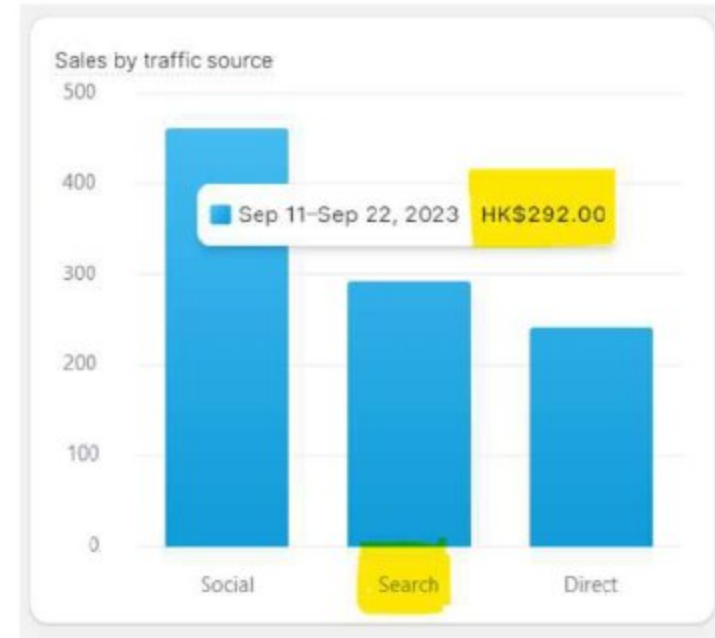 Sales by traffic source
500
400
Sep 11–Sep 22, 2023 HK$292.00
300
200
100
0
Social Search Direct